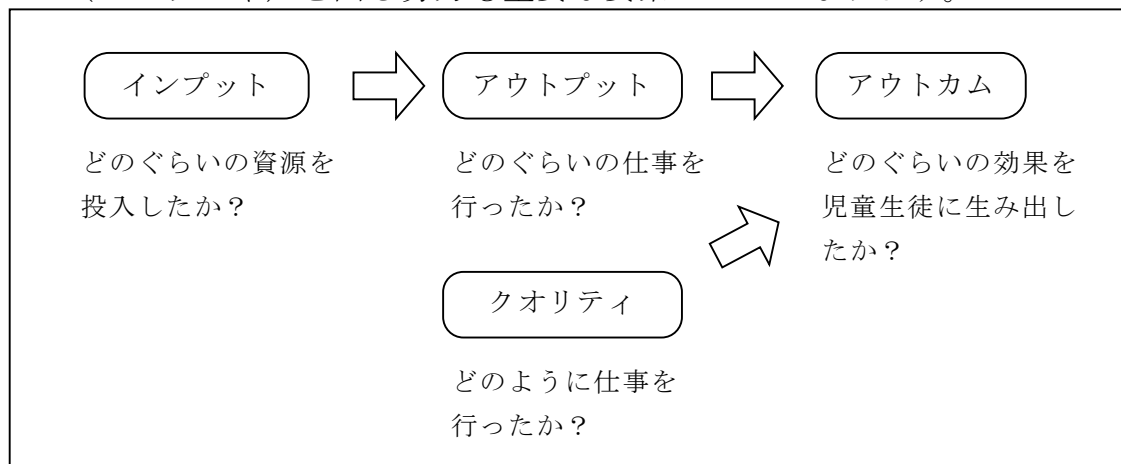 インプット
アウトプット
アウトカム
どのぐらいの資源を
投入したか？
どのぐらいの仕事を
行ったか？
どのぐらいの効果を
児童生徒に生み出し
たか？
クオリティ
どのように仕事を
行ったか？